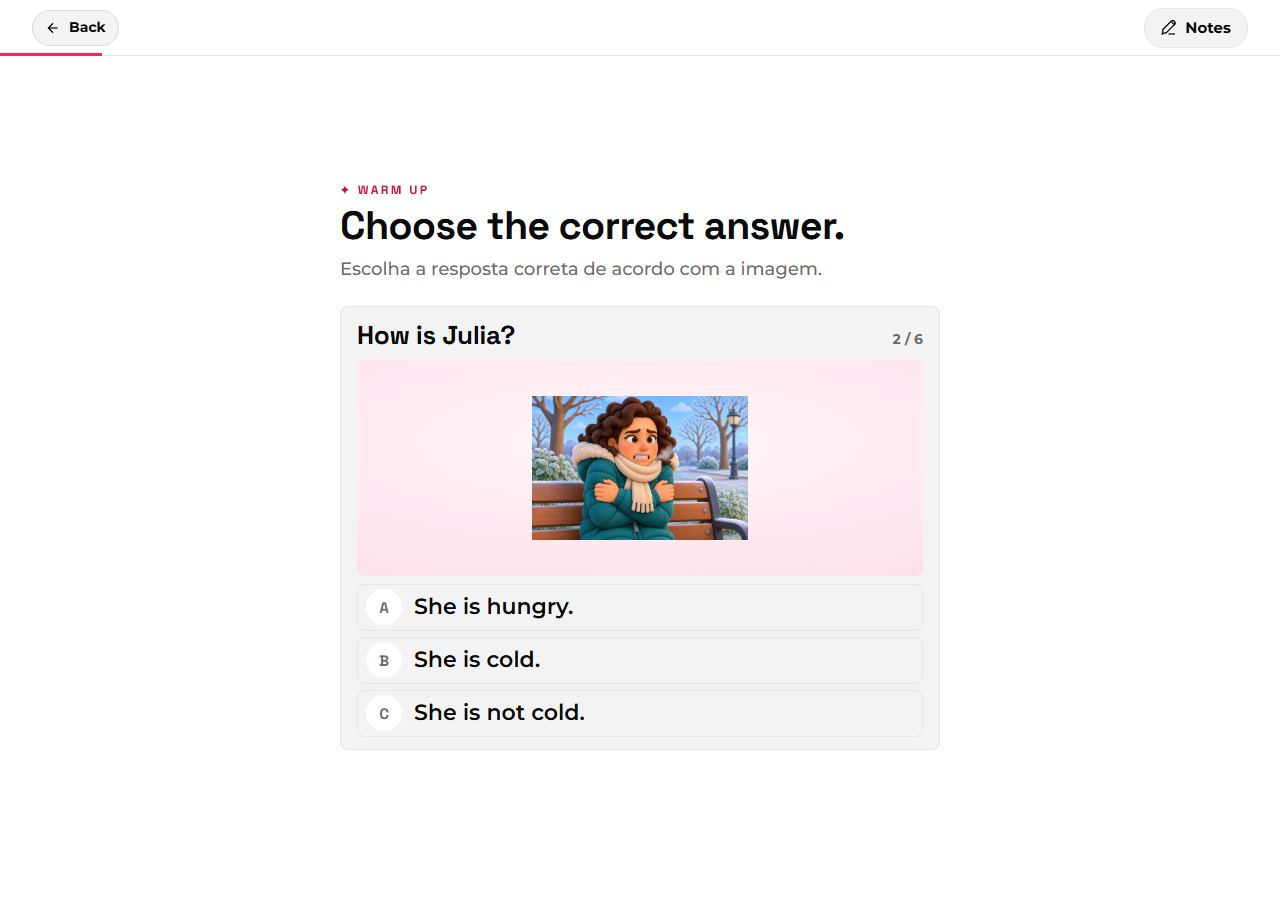 Back
Notes
✦ WARM UP
Choose the correct answer.
Escolha a resposta correta de acordo com a imagem.
How is Julia?
2 / 6
A She is hungry.
B She is cold.
C She is not cold.